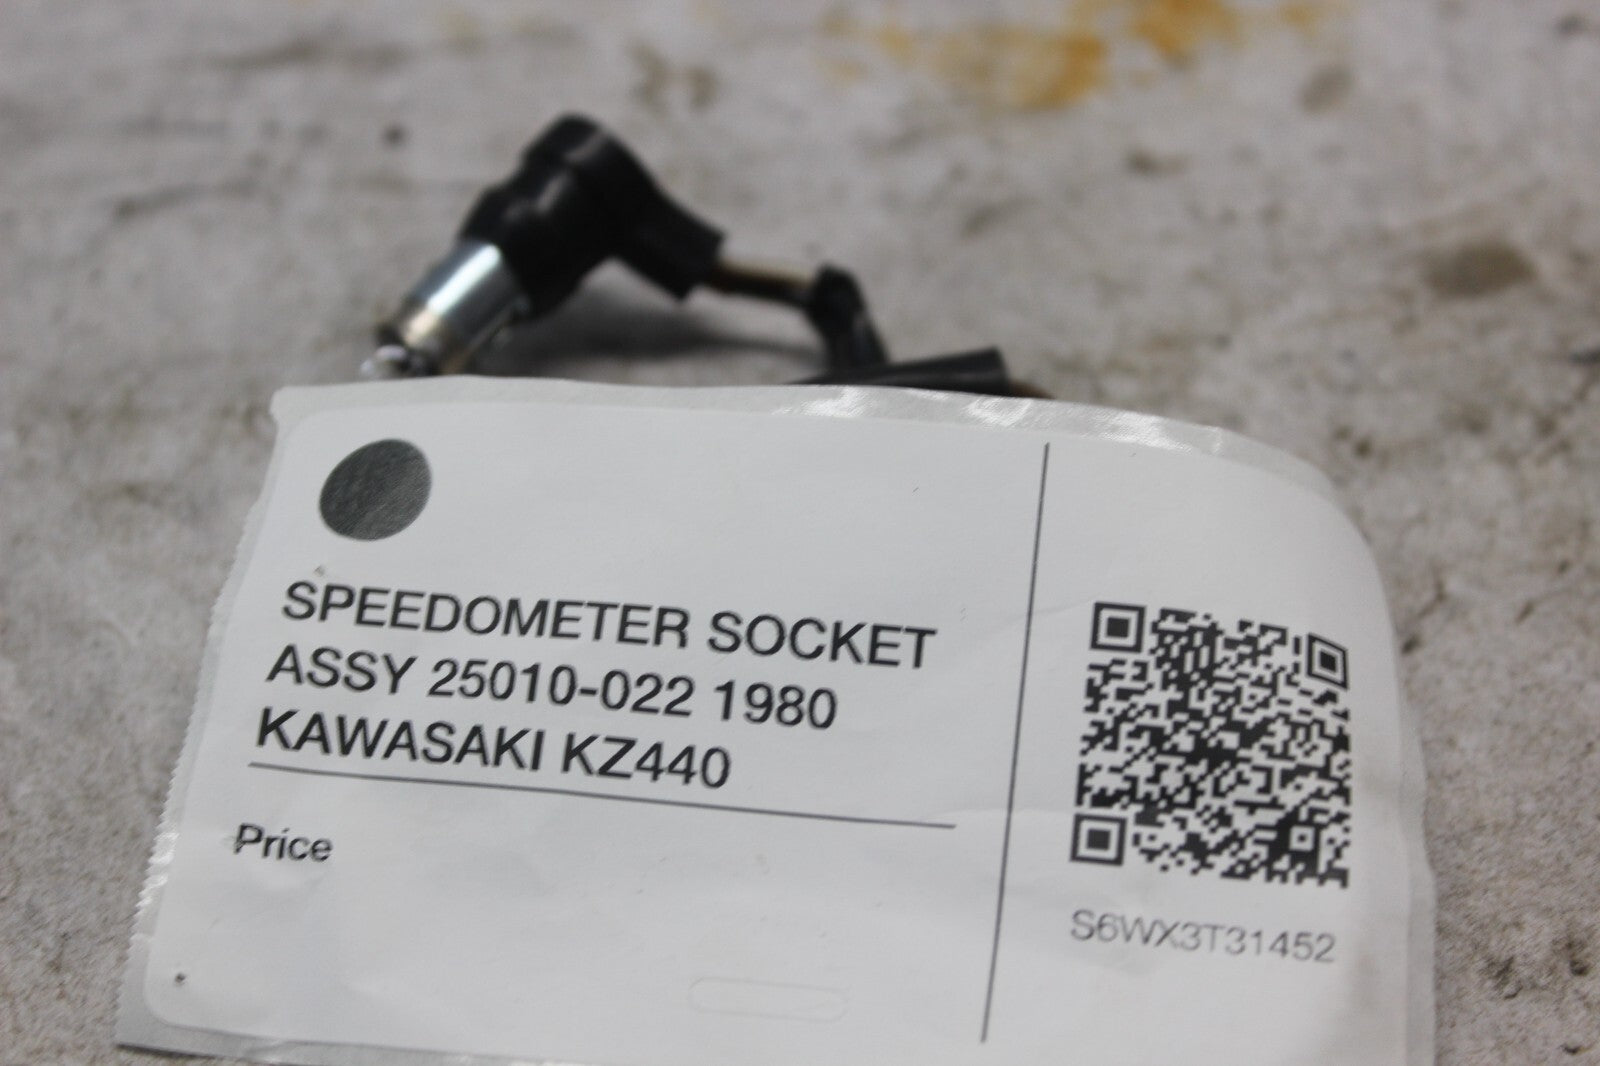 SPEEDOMETER SOCKET
ASSY 25010-022 1980
KAWASAKI KZ440
Price
S6WX3T31452